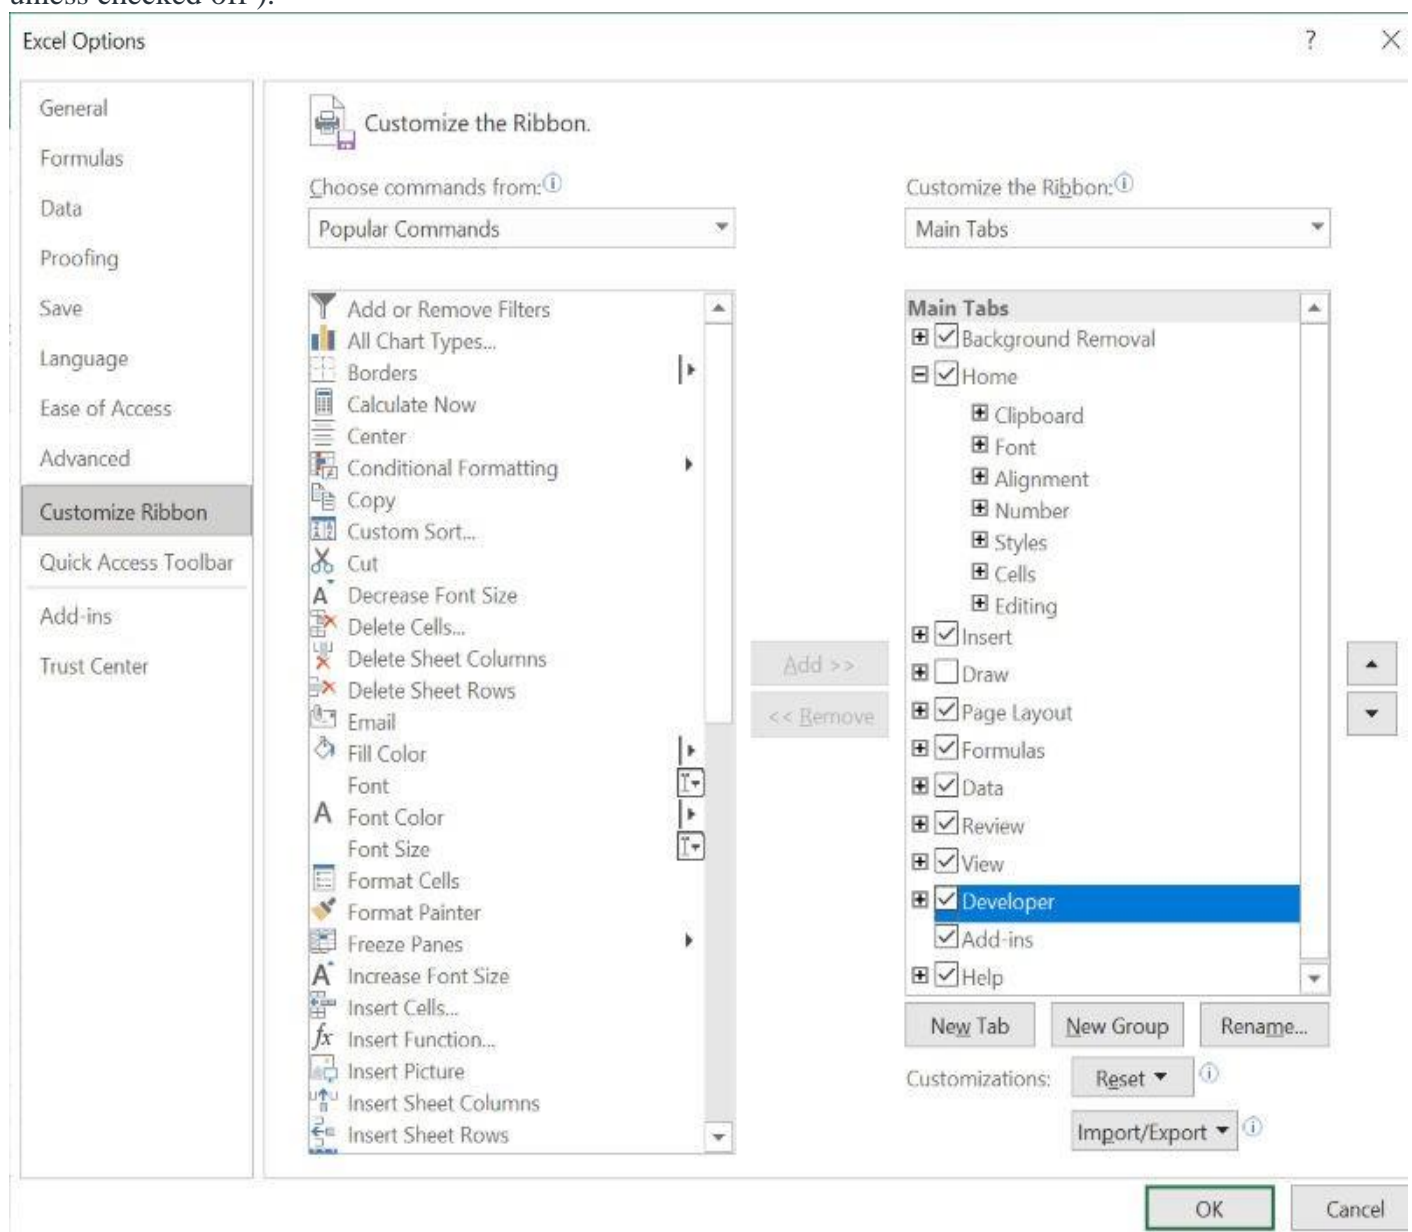 unless checked off ).
Excel Options
?
General
Formulas
Data
Proofing
Save
Language
Ease of Access
Advanced
Customize Ribbon
Quick Access Toolbar
Add-ins
Trust Center
Customize the Ribbon.
Choose commands from:
Popular Commands
Add or Remove Filters
All Chart Types...
Borders
Calculate Now
Center
Conditional Formatting
Copy
Custom Sort...
Cut
Decrease Font Size
Delete Cells...
Delete Sheet Columns
Delete Sheet Rows
Email
Fill Color
Font
Font Color
Font Size
Format Cells
Format Painter
Freeze Panes
Increase Font Size
Insert Cells...
Insert Function...
Insert Picture
Insert Sheet Columns
Insert Sheet Rows
Add >>
<< Remove
Customize the Ribbon:
Main Tabs
Main Tabs
Background Removal
Home
Clipboard
Font
Alignment
Number
Styles
Cells
Editing
Insert
Draw
Page Layout
Formulas
Data
Review
View
Developer
Add-ins
Help
New Tab New Group Rename...
Customizations: Reset
Import/Export
OK Cancel